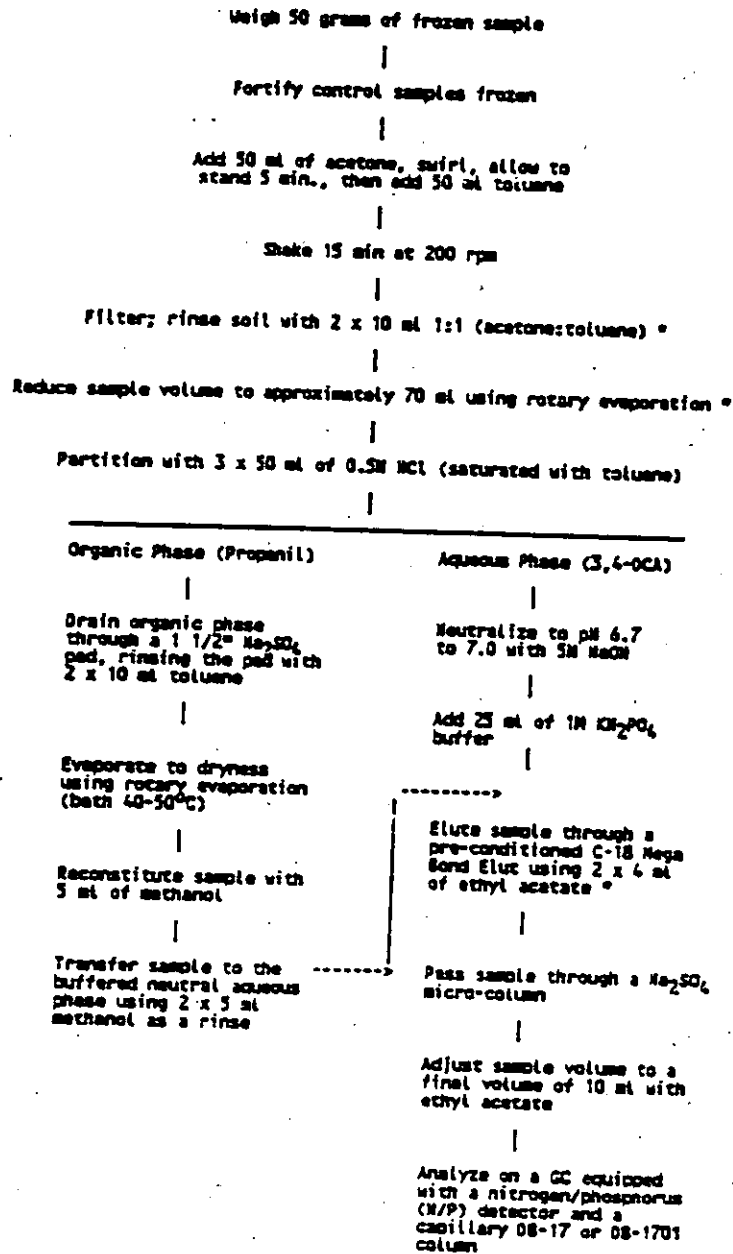 Weigh 50 grams of frozen sample
Fortify control samples frozen
Add 50 ml of acetone, swirl, allow to
stand 5 min., then add 50 ml toluene
Shake 15 min at 200 rpm
Filter; rinse soil with 2 x 10 ml 1:1 (acetone:toluene) *
Reduce sample volume to approximately 70 ml using rotary evaporation *
Partition with 3 x 50 ml of 0.5N HCl (saturated with toluene)
Organic Phase (Propanil)
Drain organic phase
through a 1 1/2" Na₂SO₄
pad, rinsing the pad with
2 x 10 ml toluene
Evaporate to dryness
using rotary evaporation
(bath 40-50°C)
Reconstitute sample with
5 ml of methanol
Transfer sample to the
buffered neutral aqueous
phase using 2 x 5 ml
methanol as a rinse
Aqueous Phase (3,4-DCA)
Neutralize to pH 6.7
to 7.0 with 5N NaOH
Add 25 ml of 1M KH₂PO₄
buffer
Elute sample through a
pre-conditioned C-18 Mega
Bond Elut using 2 x 4 ml
of ethyl acetate *
Pass sample through a Na₂SO₄
micro-column
Adjust sample volume to a
final volume of 10 ml with
ethyl acetate
Analyze on a GC equipped
with a nitrogen/phosphorus
(N/P) detector and a
capillary DB-17 or DB-1701
column